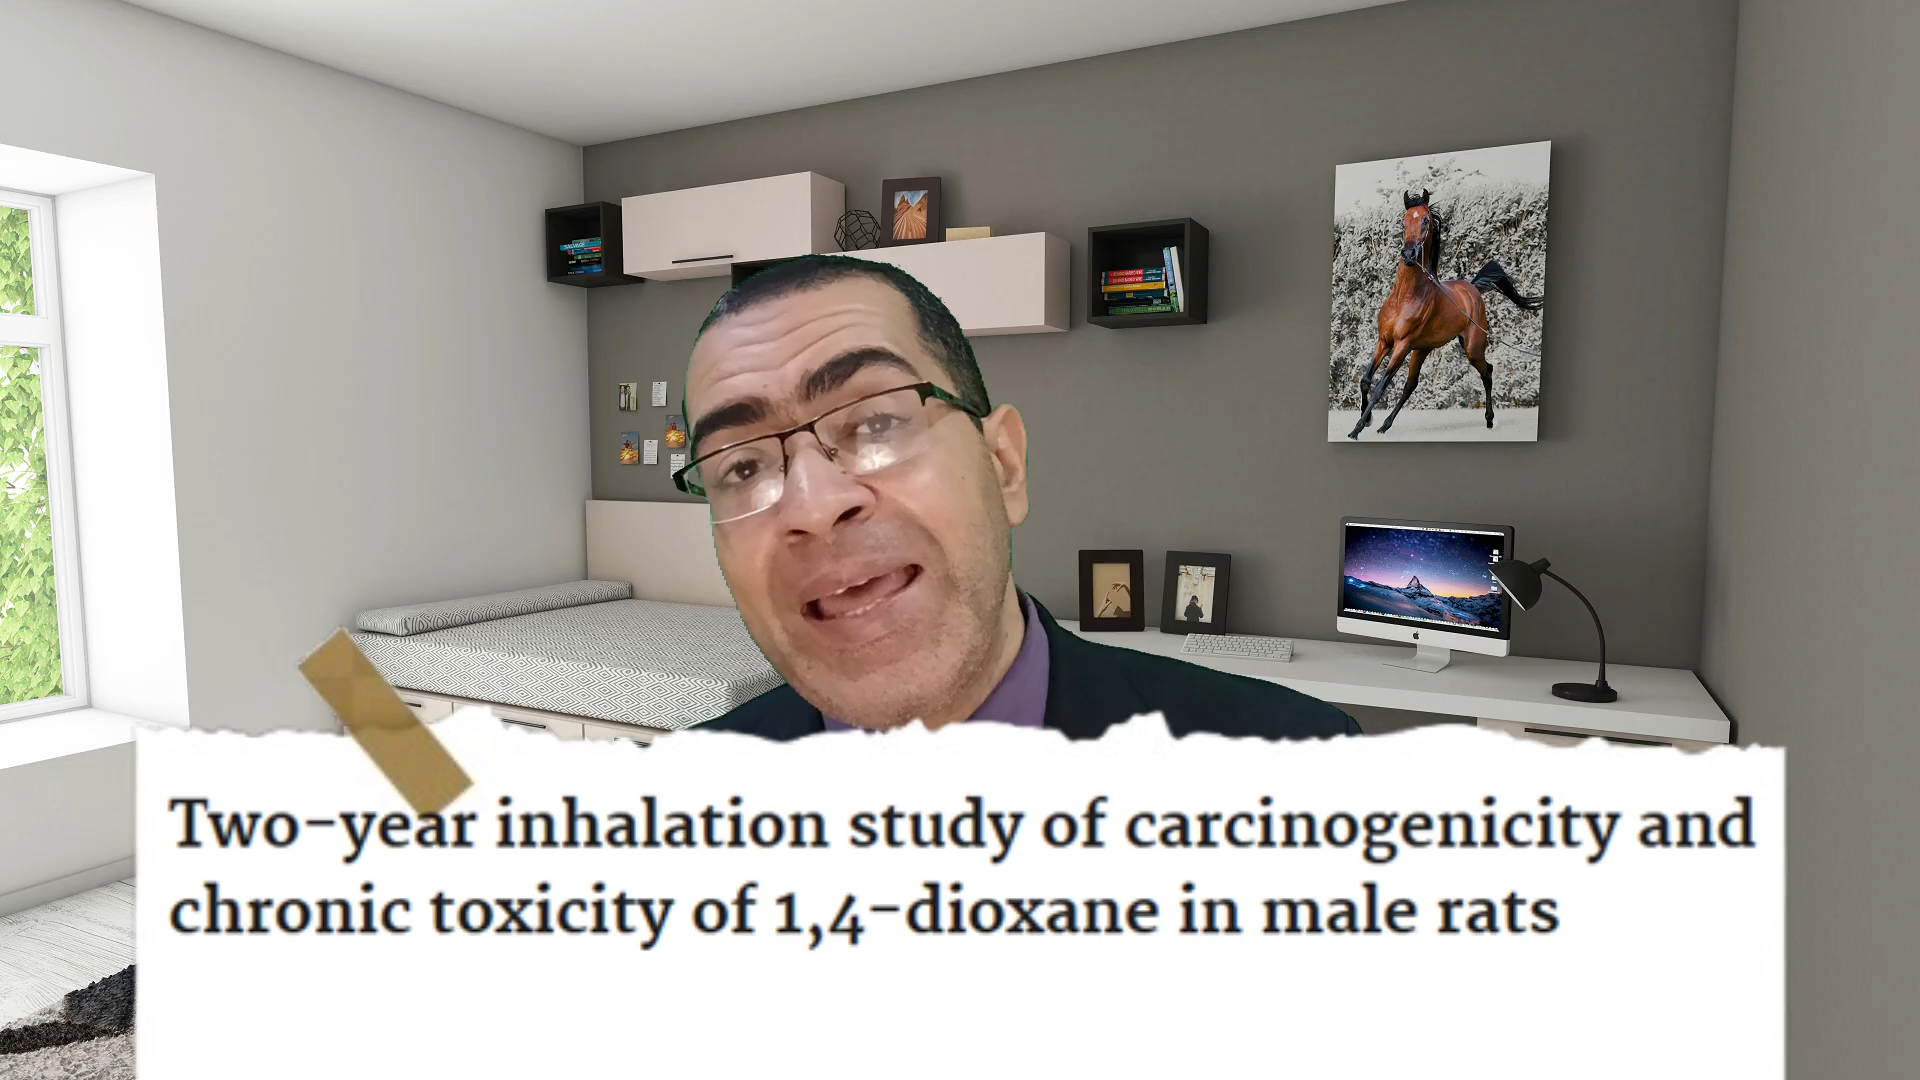 Two-year inhalation study of carcinogenicity and
chronic toxicity of 1,4-dioxane in male rats